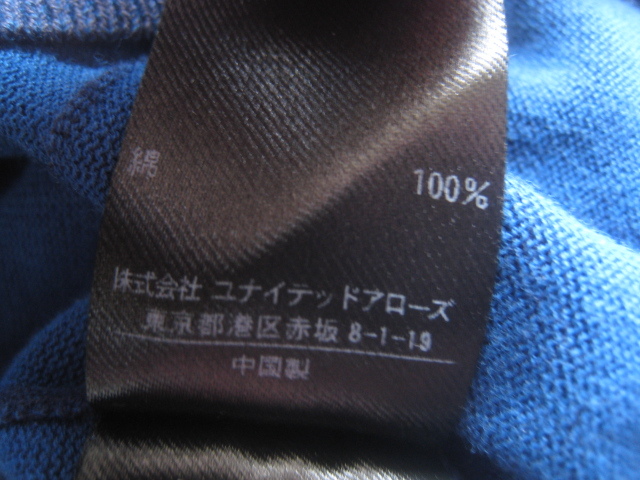 綿 100%
株式会社 ユナイテッドアローズ
東京都港区赤坂 8-1-19
中国製